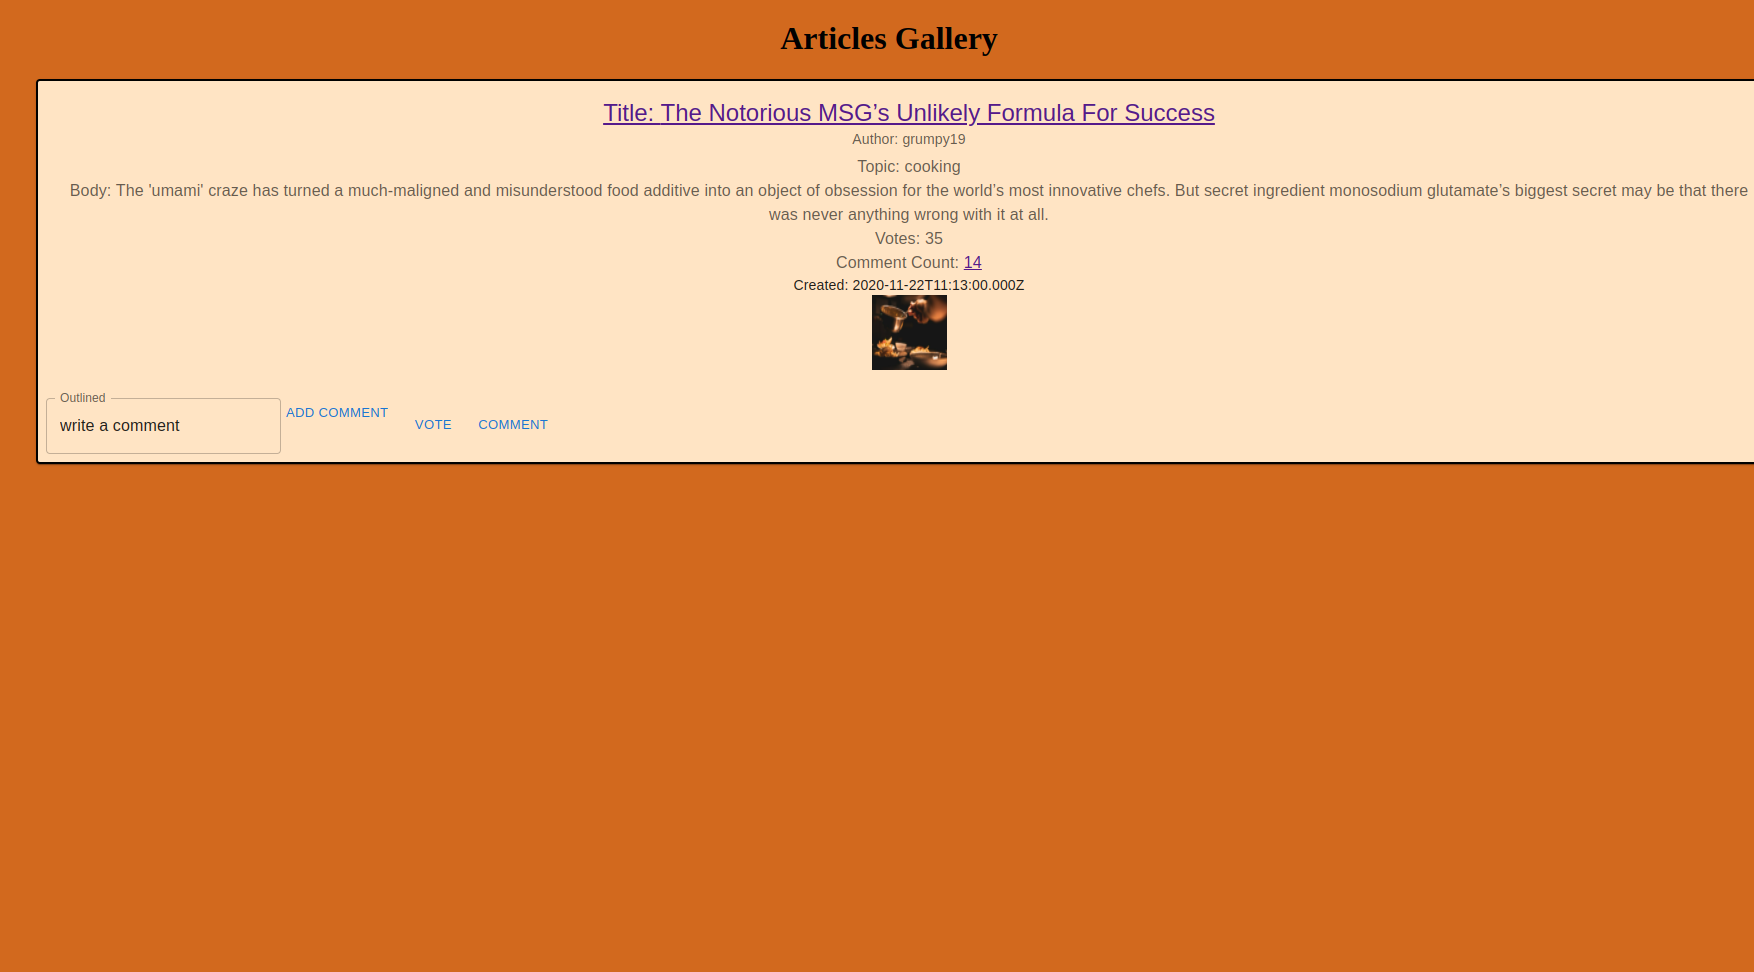 Articles Gallery
Title: The Notorious MSG’s Unlikely Formula For Success
Author: grumpy19
Topic: cooking
Body: The 'umami' craze has turned a much-maligned and misunderstood food additive into an object of obsession for the world’s most innovative chefs. But secret ingredient monosodium glutamate’s biggest secret may be that there
was never anything wrong with it at all.
Votes: 35
Comment Count: 14
Created: 2020-11-22T11:13:00.000Z
Outlined
write a comment
ADD COMMENT
VOTE COMMENT